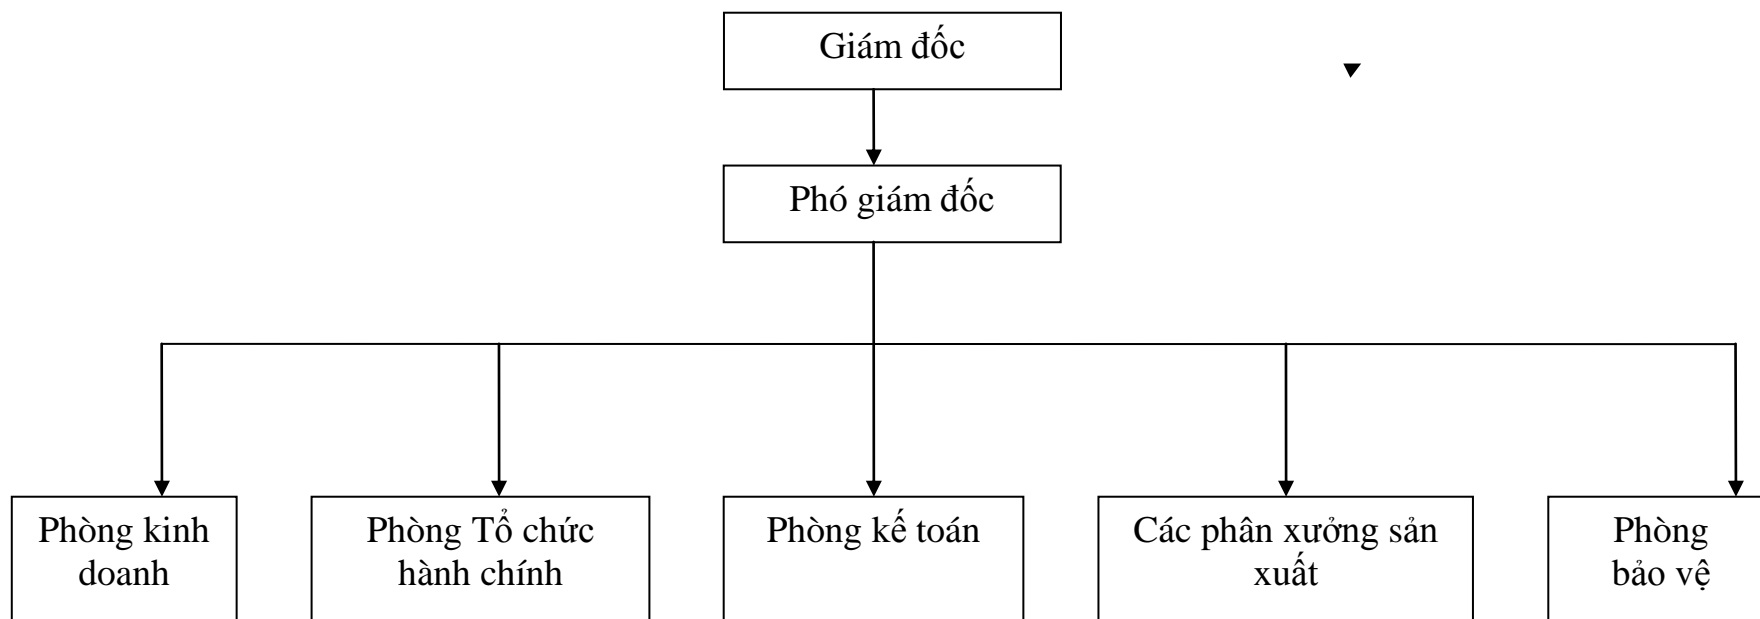 Giám đốc
Phó giám đốc
Phòng kinh
doanh
Phòng Tổ chức
hành chính
Phòng kế toán
Các phân xưởng sản
xuất
Phòng
bảo vệ